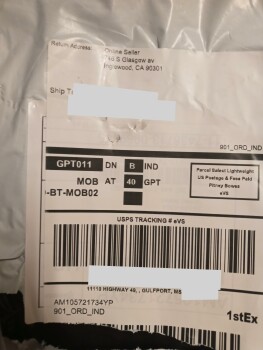 Return Address:
Online Seller
S Glasgow av
Inglewood, CA 90301
Ship T
901_ORD_IND
GPT011 DN B IND
MOB AT 40 GPT
-BT-MOB02
Parcel Select Lightweight
US Postage & Fees Paid
Pitney Bowes
eVS
901_ORD_IND
USPS TRACKING # eVS
HIGHWAY 49, , GULFPORT, MS
AM105721734YP
901_ORD_IND
1stEx